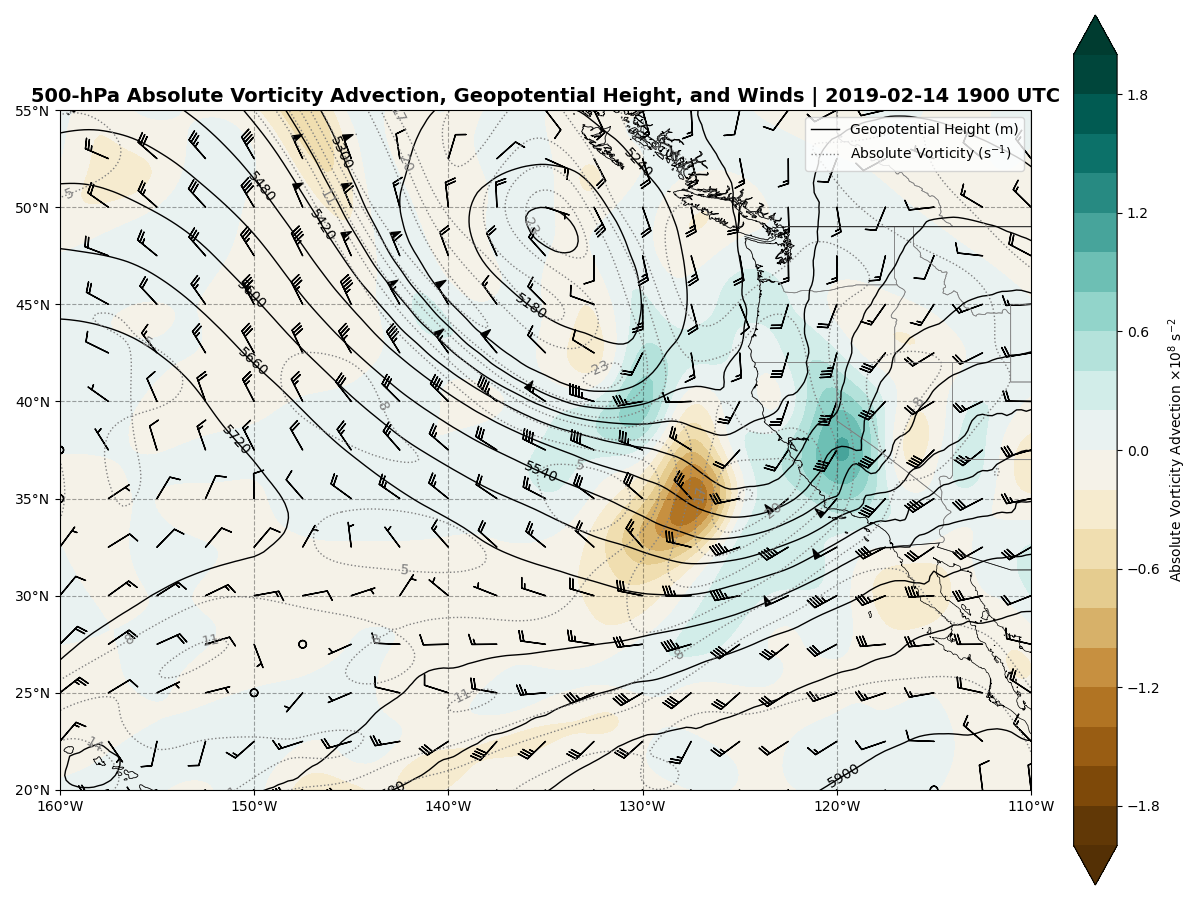 500-hPa Absolute Vorticity Advection, Geopotential Height, and Winds | 2019-02-14 1900 UTC
Geopotential Height (m)
Absolute Vorticity (s⁻¹)
55°N
50°N
45°N
40°N
35°N
30°N
25°N
20°N
160°W
150°W
140°W
130°W
120°W
110°W
5300
5240
5480
5420
5180
5600
5660
5720
5540
5900
23
5
8
5
11
8
11
14
1.8
1.2
0.6
0.0
−0.6
−1.2
−1.8
Absolute Vorticity Advection ×10⁸ s⁻²